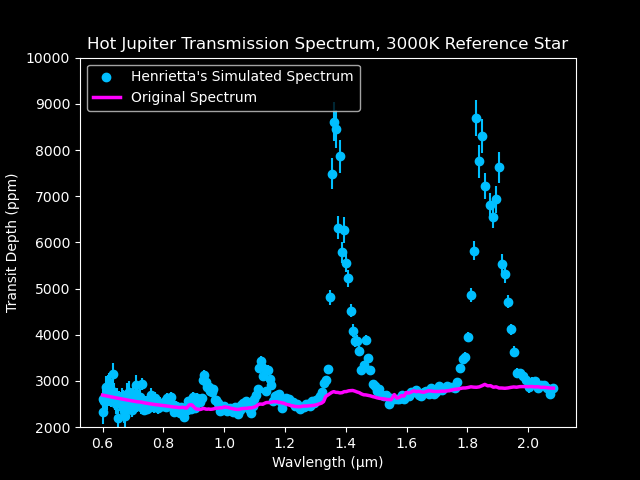 Hot Jupiter Transmission Spectrum, 3000K Reference Star
Henrietta's Simulated Spectrum
Original Spectrum
10000
9000
8000
7000
6000
5000
4000
3000
2000
Transit Depth (ppm)
0.6 0.8 1.0 1.2 1.4 1.6 1.8 2.0
Wavlength (μm)